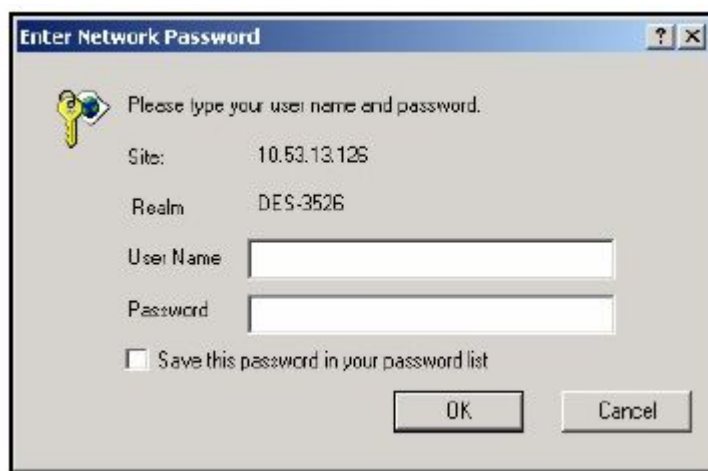 Enter Network Password
Please type your user name and password.
Site: 10.53.13.126
Realm DES-3526
User Name
Password
Save this password in your password list
OK Cancel